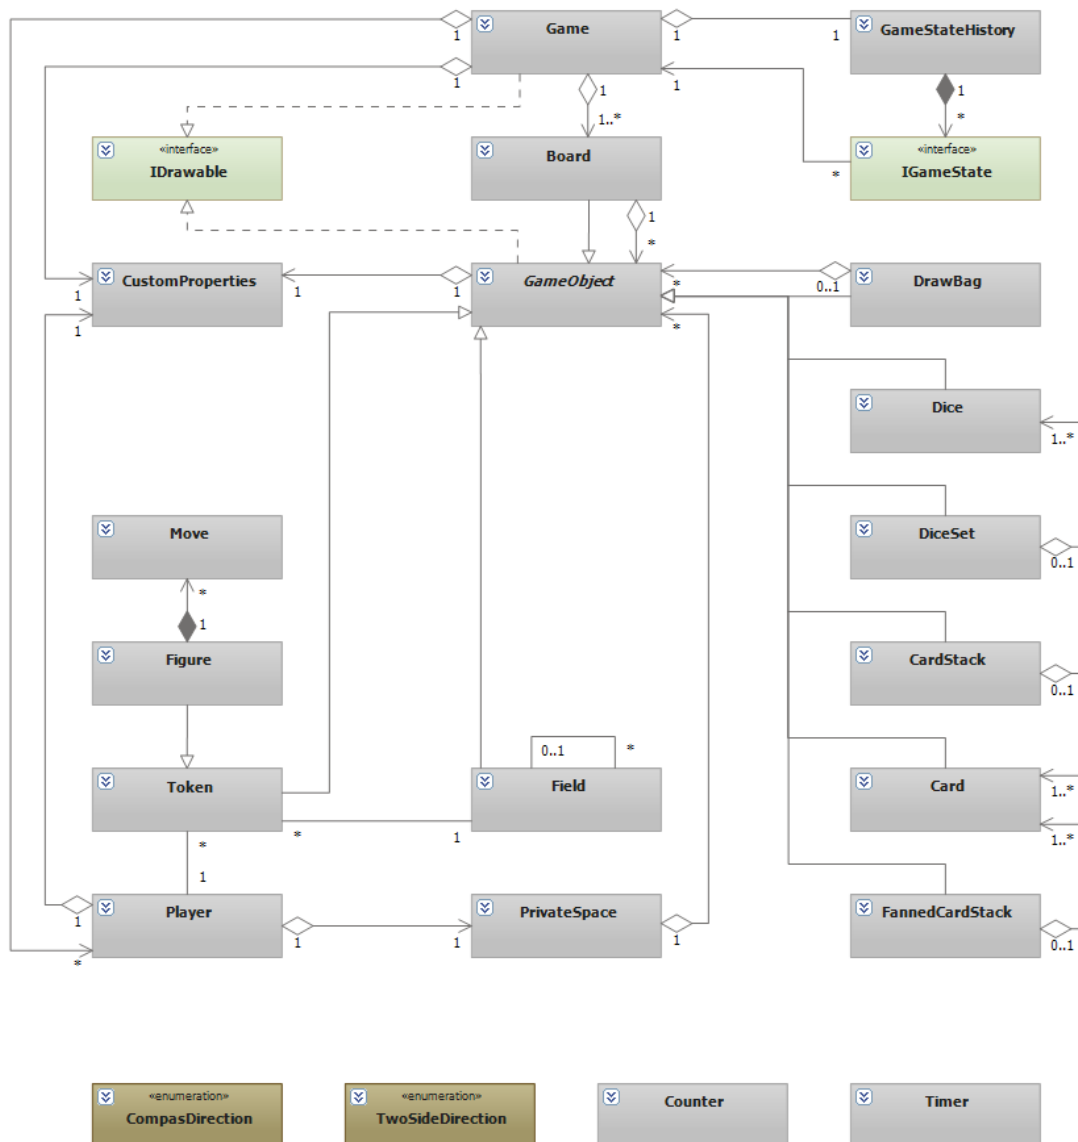 Game
GameStateHistory
1
1
1
1
1
1
1
1..*
*
«interface»
IDrawable
Board
«interface»
IGameState
*
1
*
CustomProperties
GameObject
DrawBag
1
1
1
*
0..1
1
*
Dice
1..*
Move
DiceSet
*
0..1
1
Figure
CardStack
0..1
0..1
*
Token
Field
Card
1..*
*
1
1..*
*
1
Player
PrivateSpace
FannedCardStack
1
1
1
1
0..1
*
«enumeration»
CompasDirection
«enumeration»
TwoSideDirection
Counter
Timer